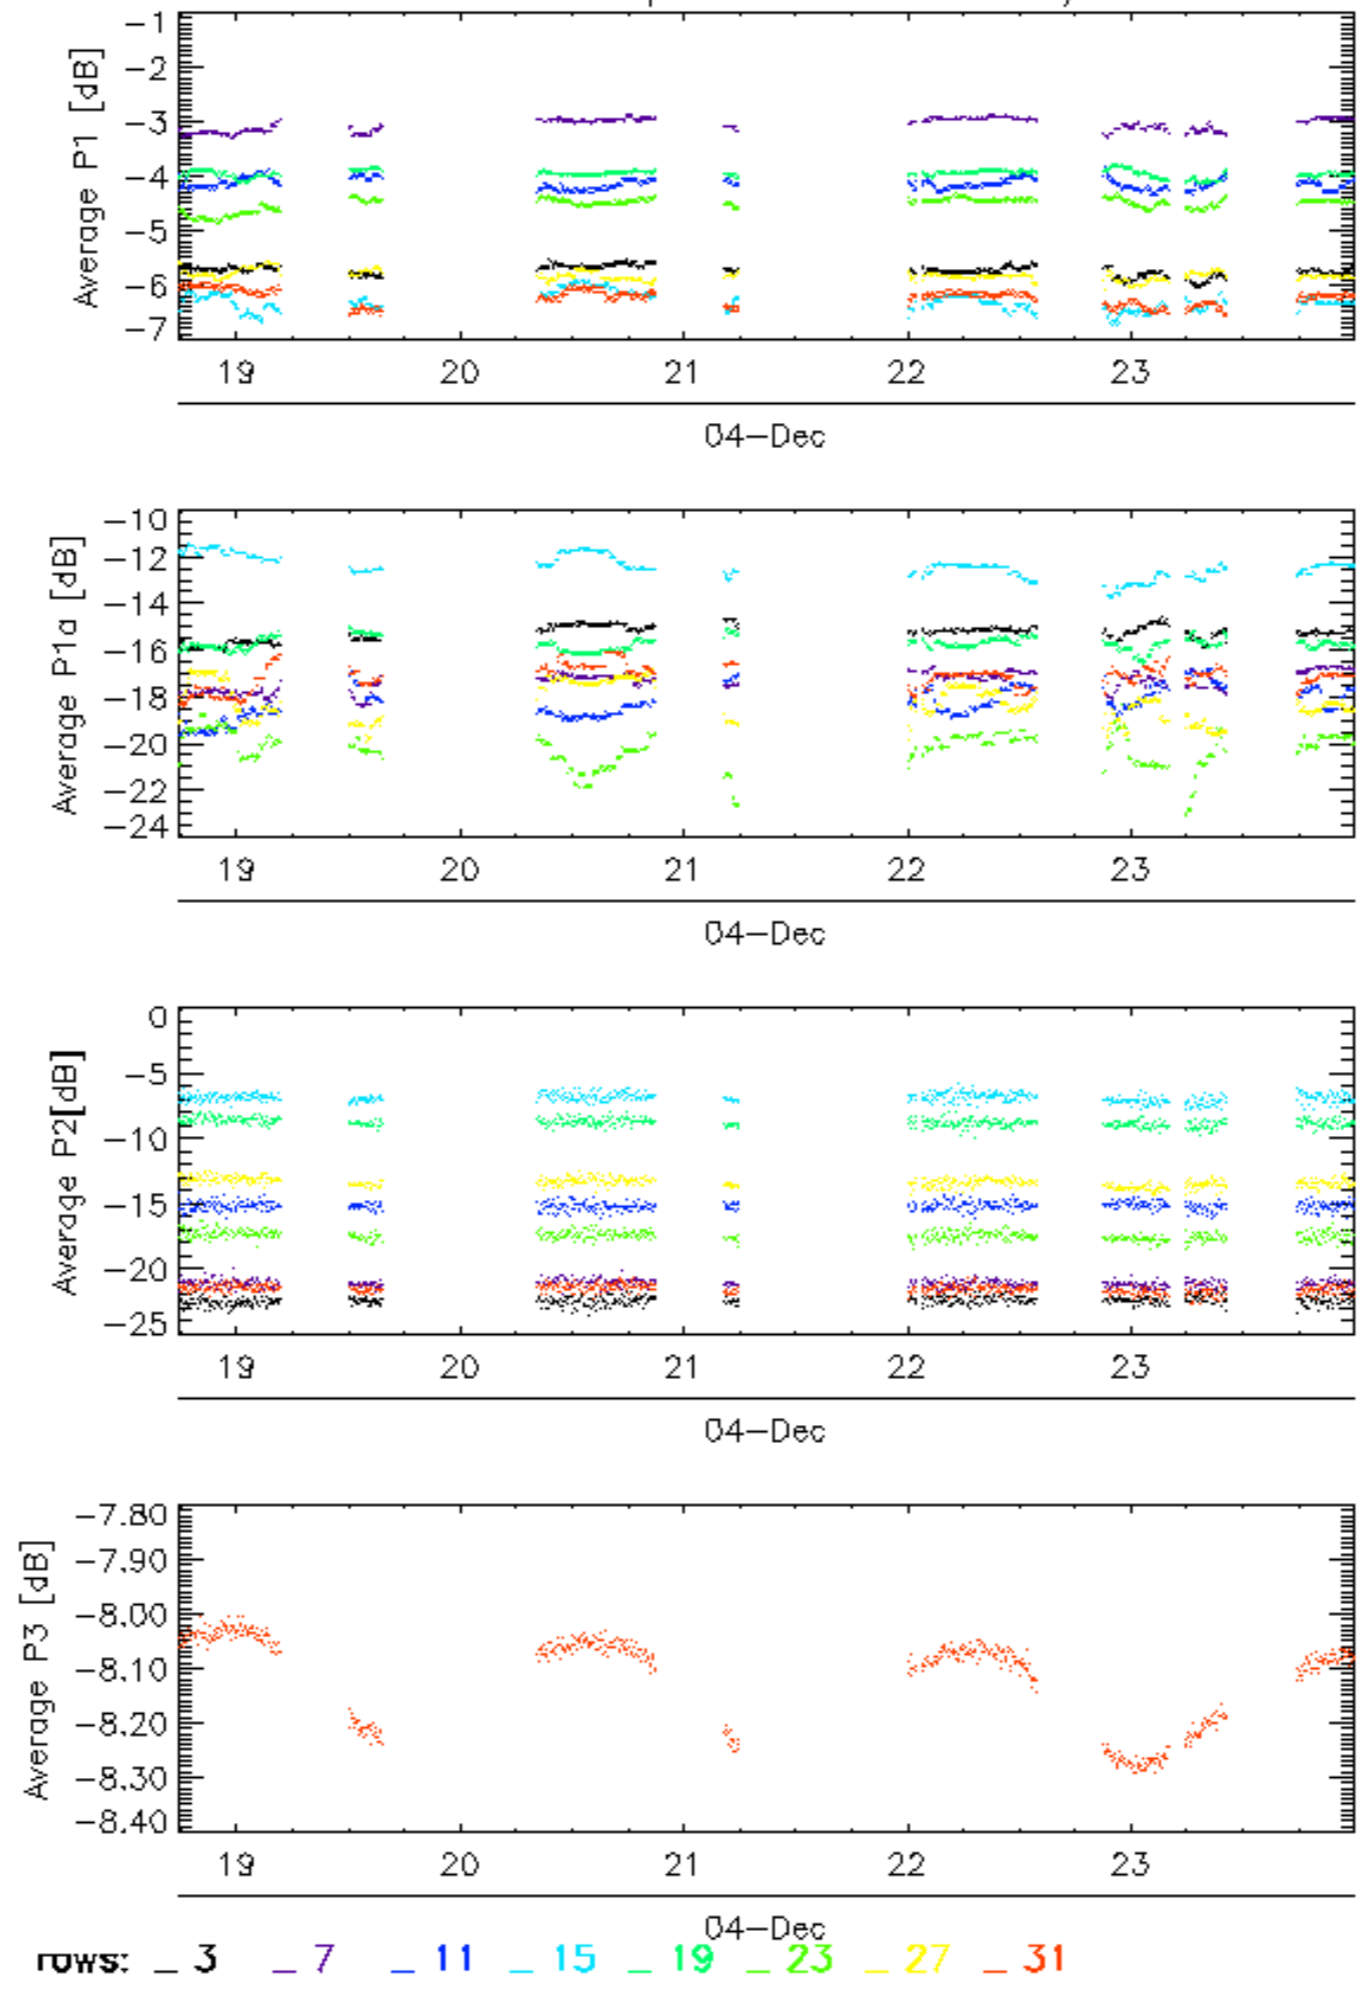 −1
−2
−3
−4
−5
−6
−7
Average P1 [dB]
19 20 21 22 23
04−Dec
−10
−12
−14
−16
−18
−20
−22
−24
Average P1a [dB]
19 20 21 22 23
04−Dec
0
−5
−10
−15
−20
−25
Average P2[dB]
19 20 21 22 23
04−Dec
−7.80
−7.90
−8.00
−8.10
−8.20
−8.30
−8.40
Average P3 [dB]
19 20 21 22 23
04−Dec
rows: _ 3 _ 7 _ 11 _ 15 _ 19 _ 23 _ 27 _ 31